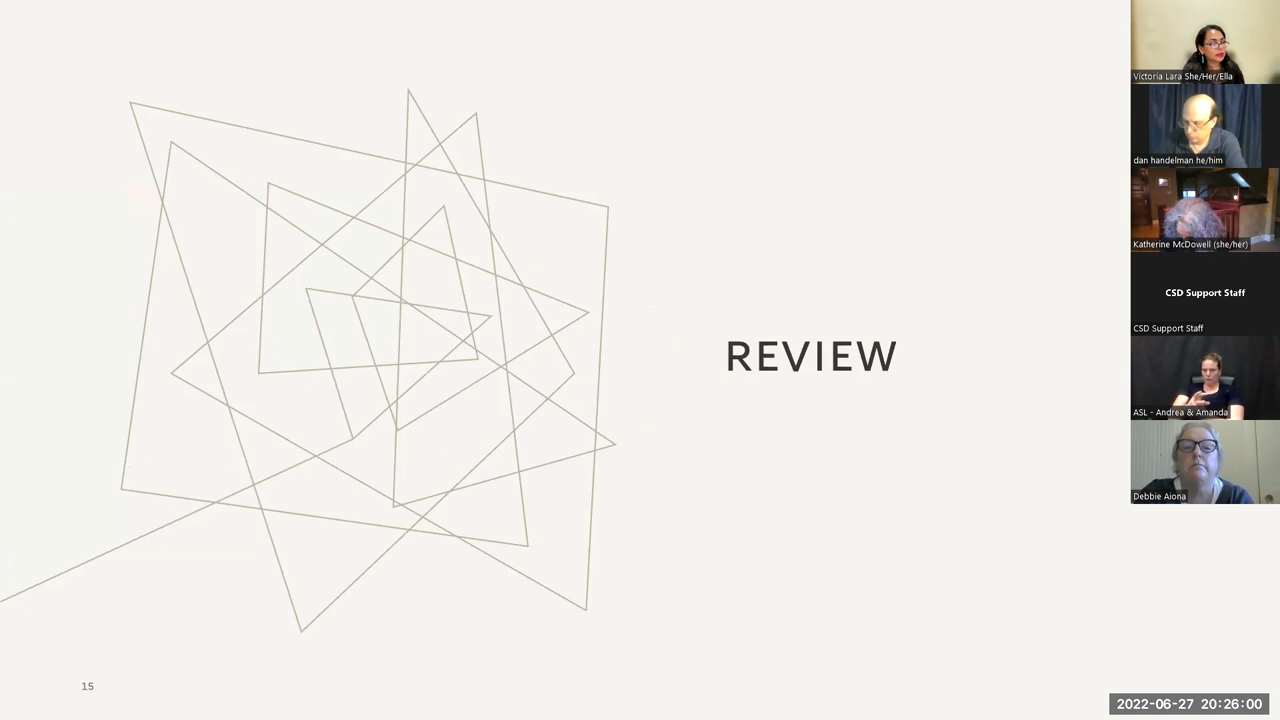 REVIEW
15
Victoria Lara She/Her/Ella
dan handelman he/him
Katherine McDowell (she/her)
CSD Support Staff
CSD Support Staff
ASL - Andrea & Amanda
Debbie Aiona
2022-06-27 20:26:00